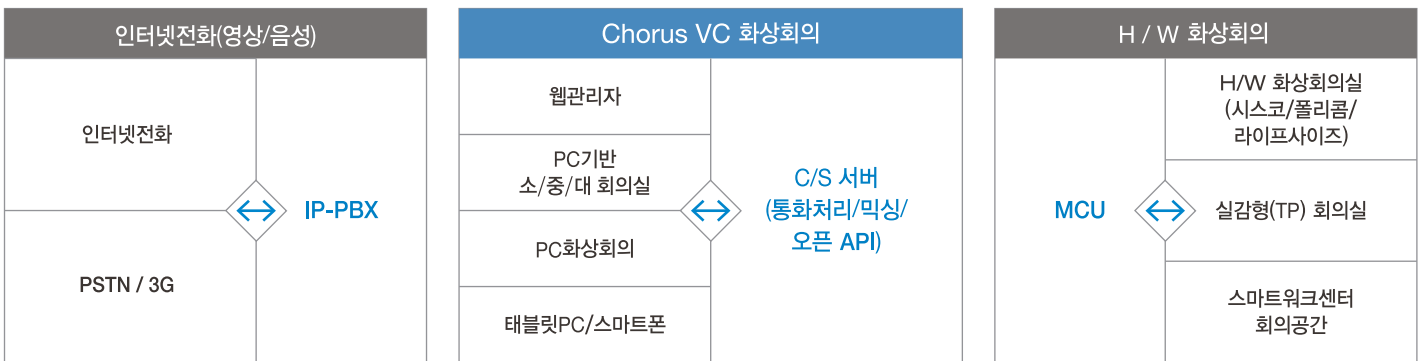 인터넷전화(영상/음성)
인터넷전화
PSTN / 3G
IP-PBX
Chorus VC 화상회의
웹관리자
PC기반
소/중/대 회의실
PC화상회의
태블릿PC/스마트폰
C/S 서버
(통화처리/믹싱/
오픈 API)
H / W 화상회의
MCU
H/W 화상회의실
(시스코/폴리콤/
라이프사이즈)
실감형(TP) 회의실
스마트워크센터
회의공간